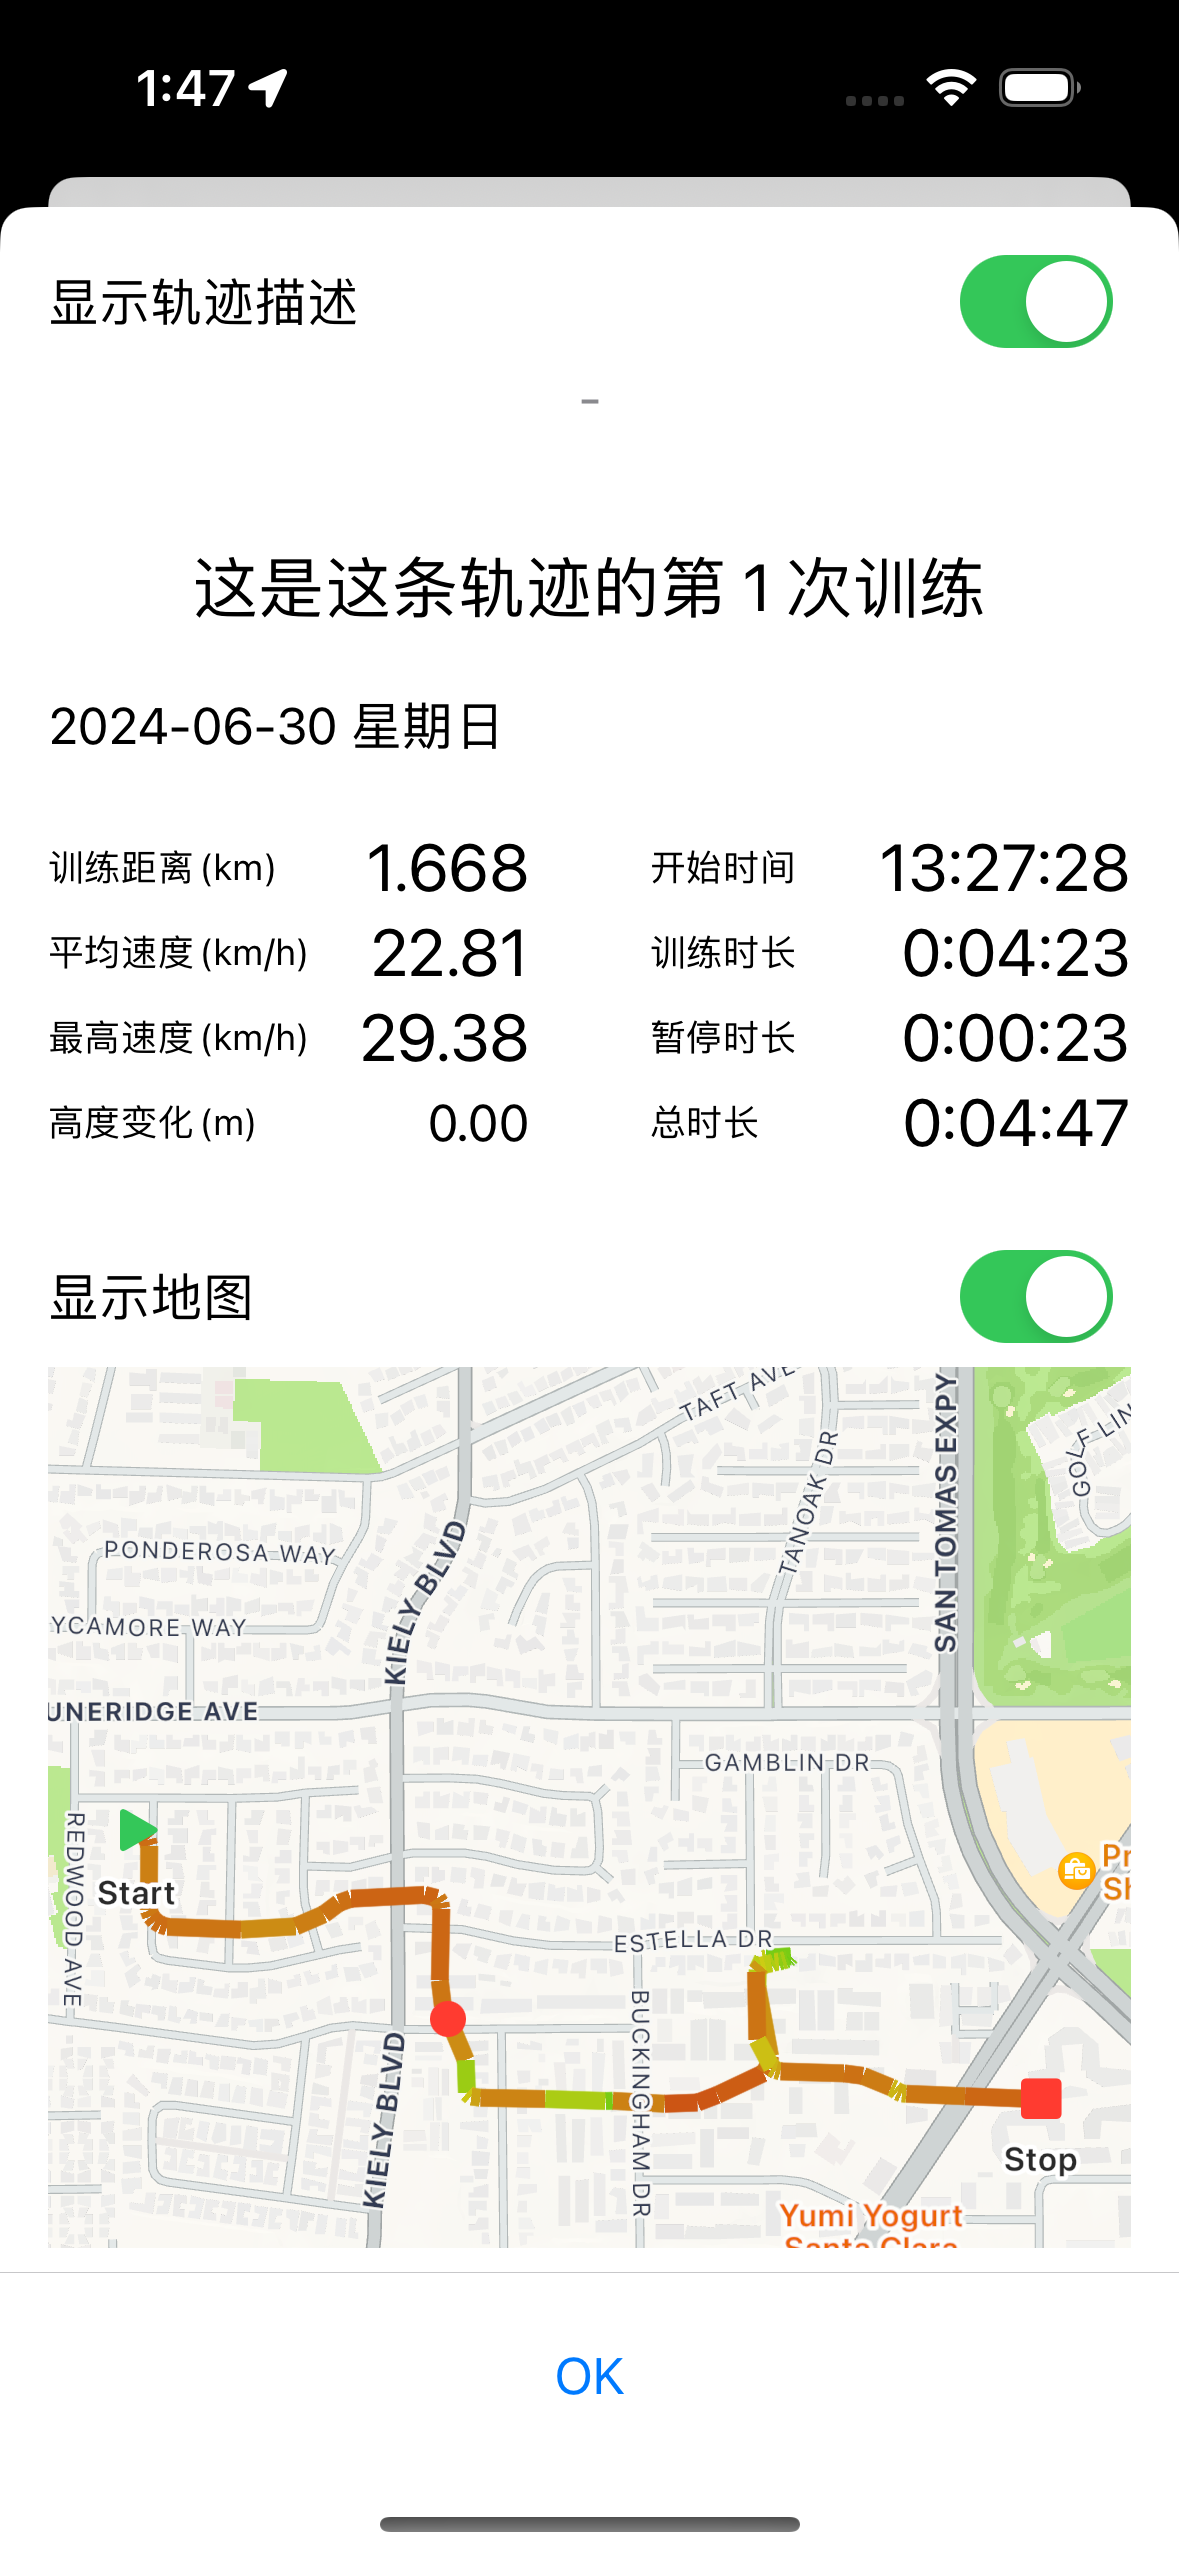 1:47
显示轨迹描述
-
这是这条轨迹的第 1 次训练
2024-06-30 星期日
训练距离(km) 1.668 开始时间 13:27:28
平均速度(km/h) 22.81 训练时长 0:04:23
最高速度(km/h) 29.38 暂停时长 0:00:23
高度变化(m) 0.00 总时长 0:04:47
显示地图
TAFT AVE
TANOAK DR
SAN TOMAS EXPY
GOLF LIN
PONDEROSA WAY
KIELY BLVD
YCAMORE WAY
UNERIDGE AVE
GAMBLIN DR
REDWOOD AVE
Start
Pr
Sh
ESTELLA DR
BUCKINGHAM DR
KIELY BLVD
Stop
Yumi Yogurt
Santa Clara
OK